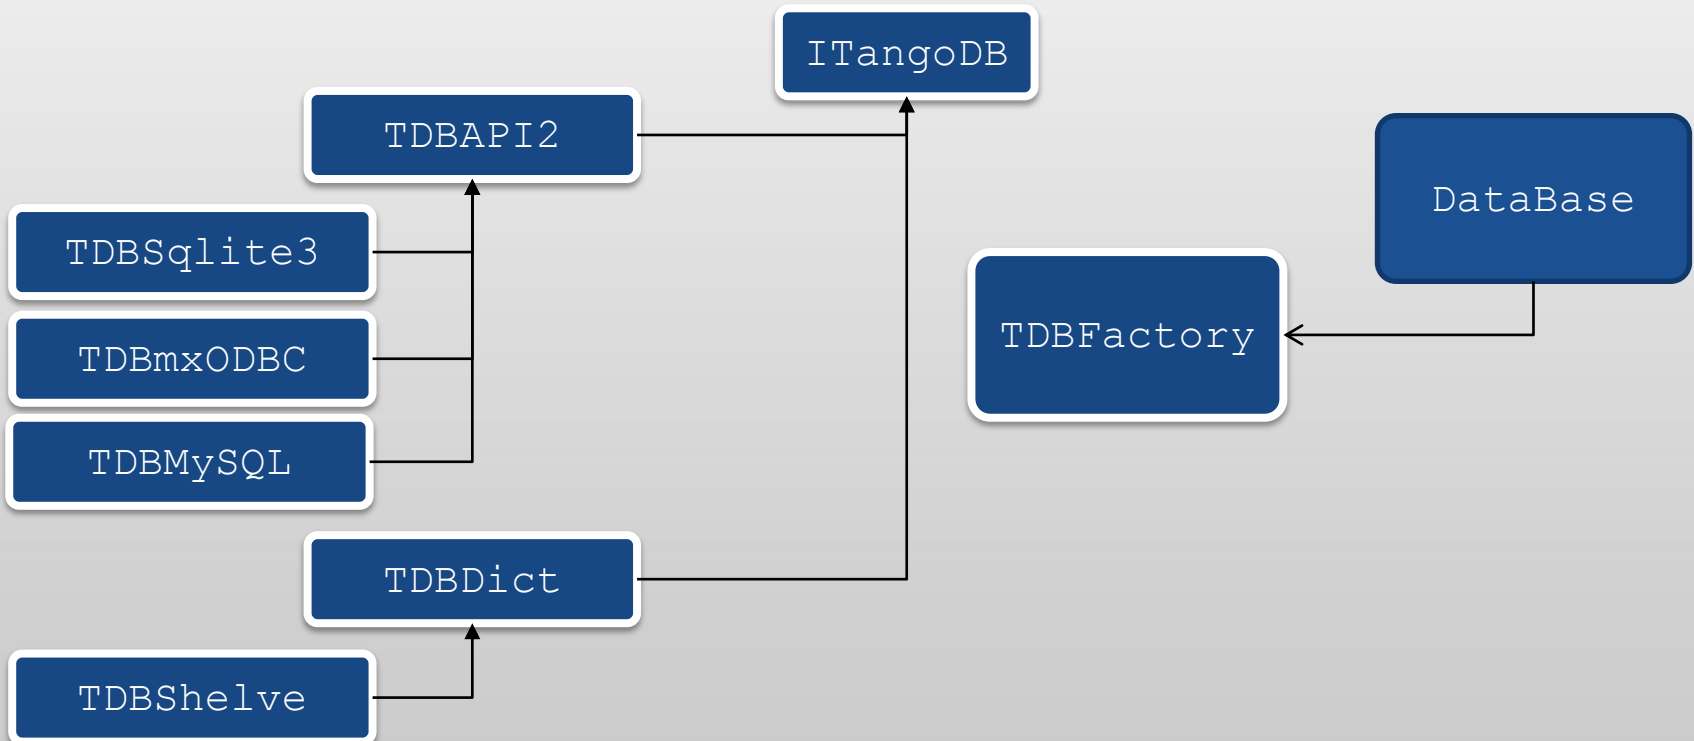 ITangoDB
TDBAPI2
DataBase
TDBSqlite3
TDBFactory
TDBmxODBC
TDBMySQL
TDBDict
TDBShelve